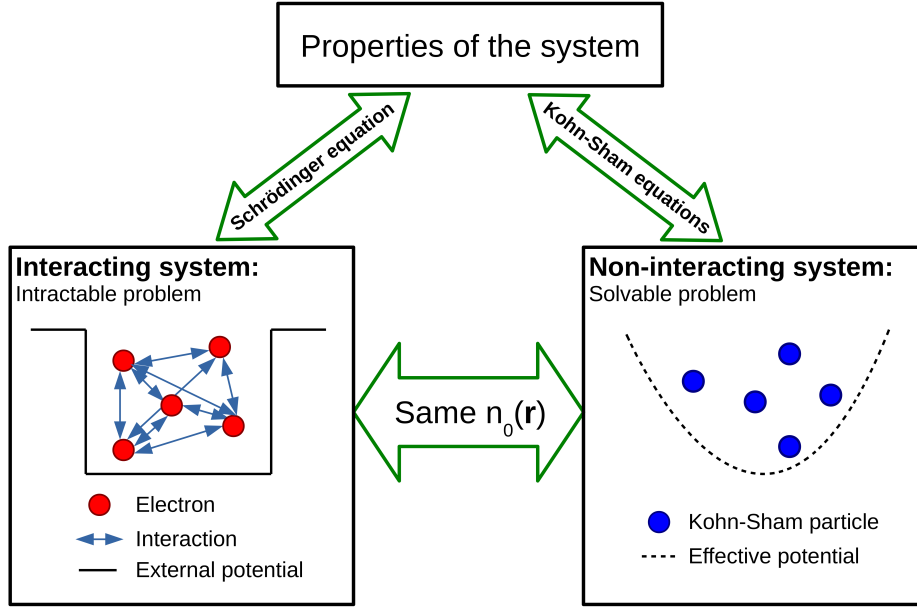 Properties of the system
Schrödinger equation
Kohn-Sham equations
Interacting system:
Intractable problem
Electron
Interaction
External potential
Same n₀(r)
Non-interacting system:
Solvable problem
Kohn-Sham particle
Effective potential